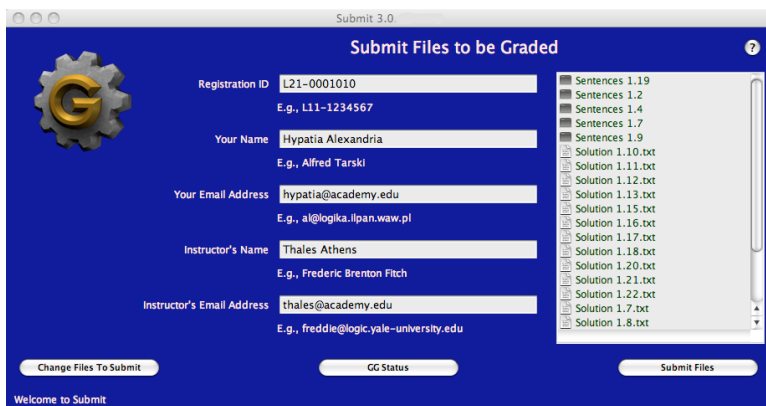 Submit 3.0
Submit Files to be Graded
?
G
Registration ID
L21-0001010
E.g., L11-1234567
Your Name
Hypatia Alexandria
E.g., Alfred Tarski
Your Email Address
hypatia@academy.edu
E.g., al@logika.ilpan.waw.pl
Instructor's Name
Thales Athens
E.g., Frederic Brenton Fitch
Instructor's Email Address
thales@academy.edu
E.g., freddie@logic.yale-university.edu
Sentences 1.19
Sentences 1.2
Sentences 1.4
Sentences 1.7
Sentences 1.9
Solution 1.10.txt
Solution 1.11.txt
Solution 1.12.txt
Solution 1.13.txt
Solution 1.15.txt
Solution 1.16.txt
Solution 1.17.txt
Solution 1.18.txt
Solution 1.20.txt
Solution 1.21.txt
Solution 1.22.txt
Solution 1.7.txt
Solution 1.8.txt
Change Files To Submit
GG Status
Submit Files
Welcome to Submit